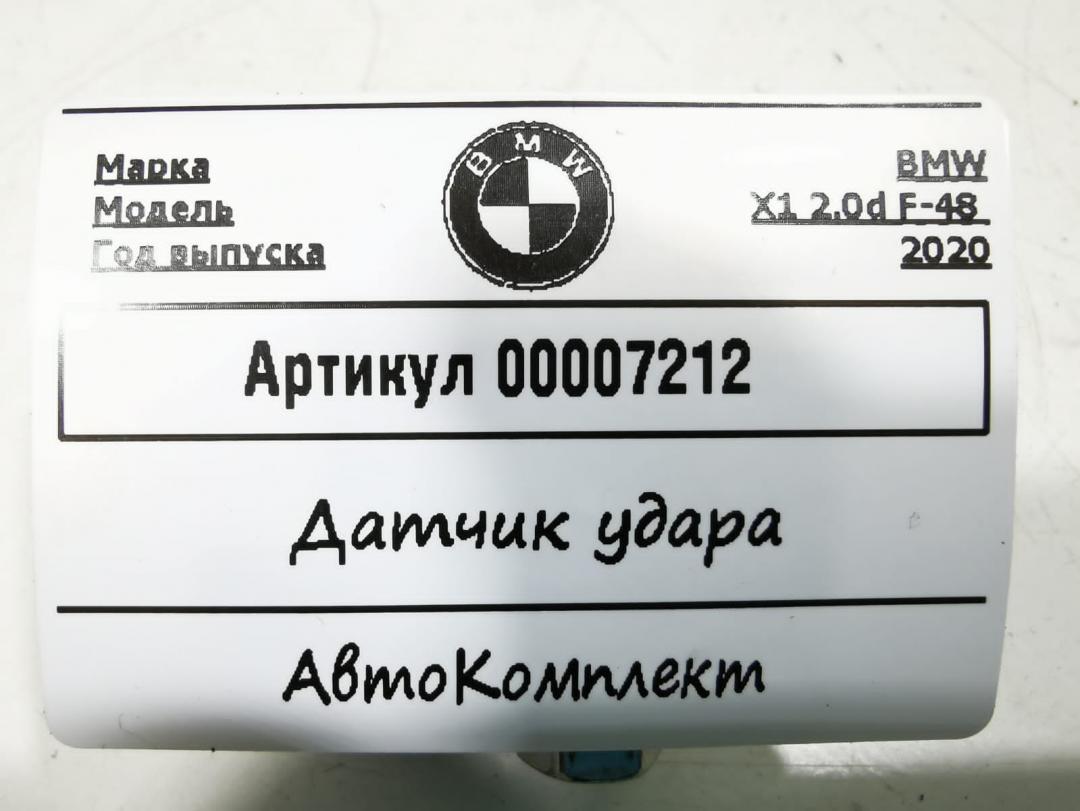 Марка BMW
Модель X1 2.0d F-48
Год выпуска 2020
BMW
Артикул 00007212
Датчик удара
АвтоКомплект